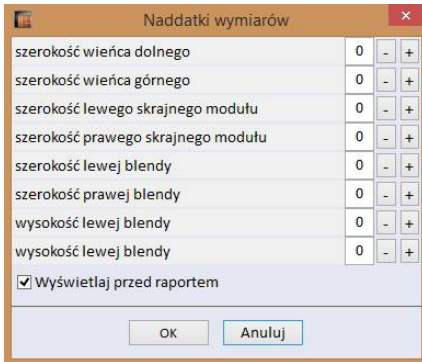 Naddatki wymiarów
szerokość wieńca dolnego 0 - +
szerokość wieńca górnego 0 - +
szerokość lewego skrajnego modułu 0 - +
szerokość prawego skrajnego modułu 0 - +
szerokość lewej blendy 0 - +
szerokość prawej blendy 0 - +
wysokość lewej blendy 0 - +
wysokość lewej blendy 0 - +
Wyświetlaj przed raportem
OK Anuluj